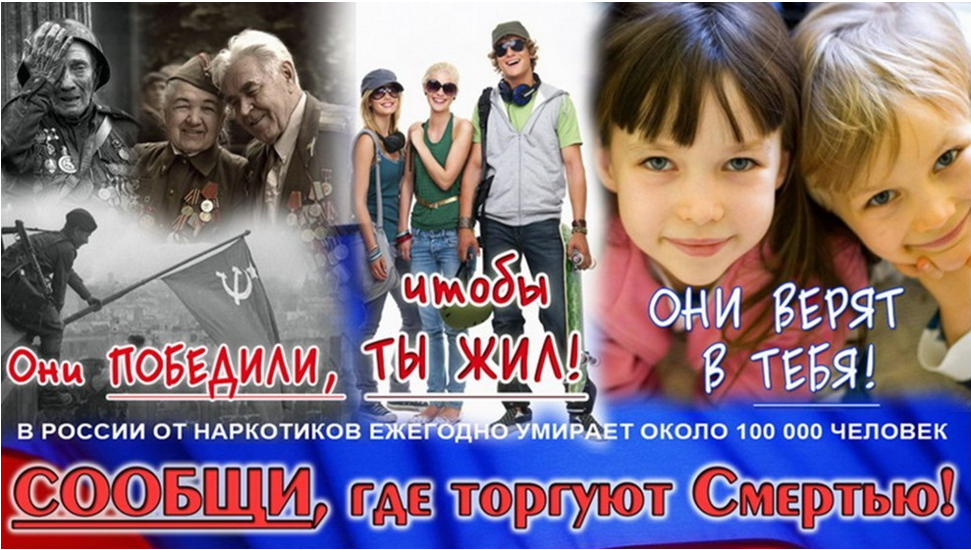 Они ПОБЕДИЛИ,
чтобы
ТЫ ЖИЛ!
ОНИ ВЕРЯТ
В ТЕБЯ!
В РОССИИ ОТ НАРКОТИКОВ ЕЖЕГОДНО УМИРАЕТ ОКОЛО 100 000 ЧЕЛОВЕК
СООБЩИ, где торгуют Смертью!